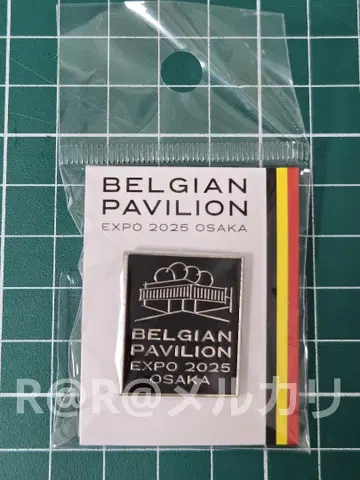 BELGIAN
PAVILION
EXPO 2025 OSAKA
BELGIAN
PAVILION
EXPO 2025
OSAKA
R@R@メルカリ